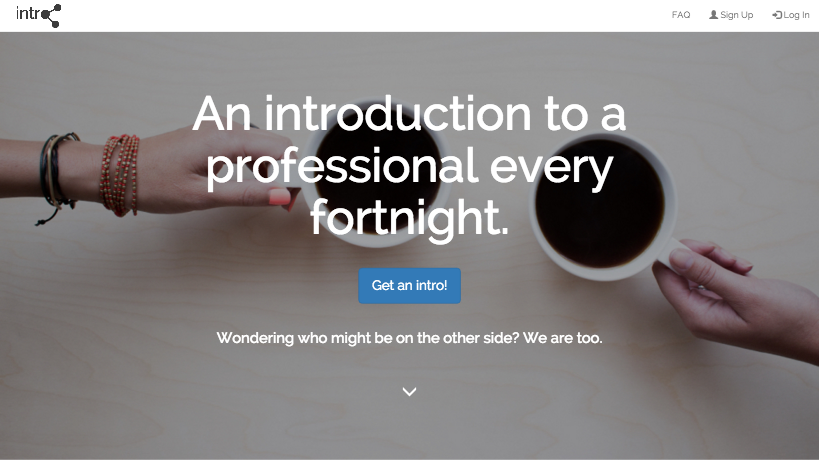 intro
FAQ
Sign Up
Log In
An introduction to a
professional every
fortnight.
Get an intro!
Wondering who might be on the other side? We are too.